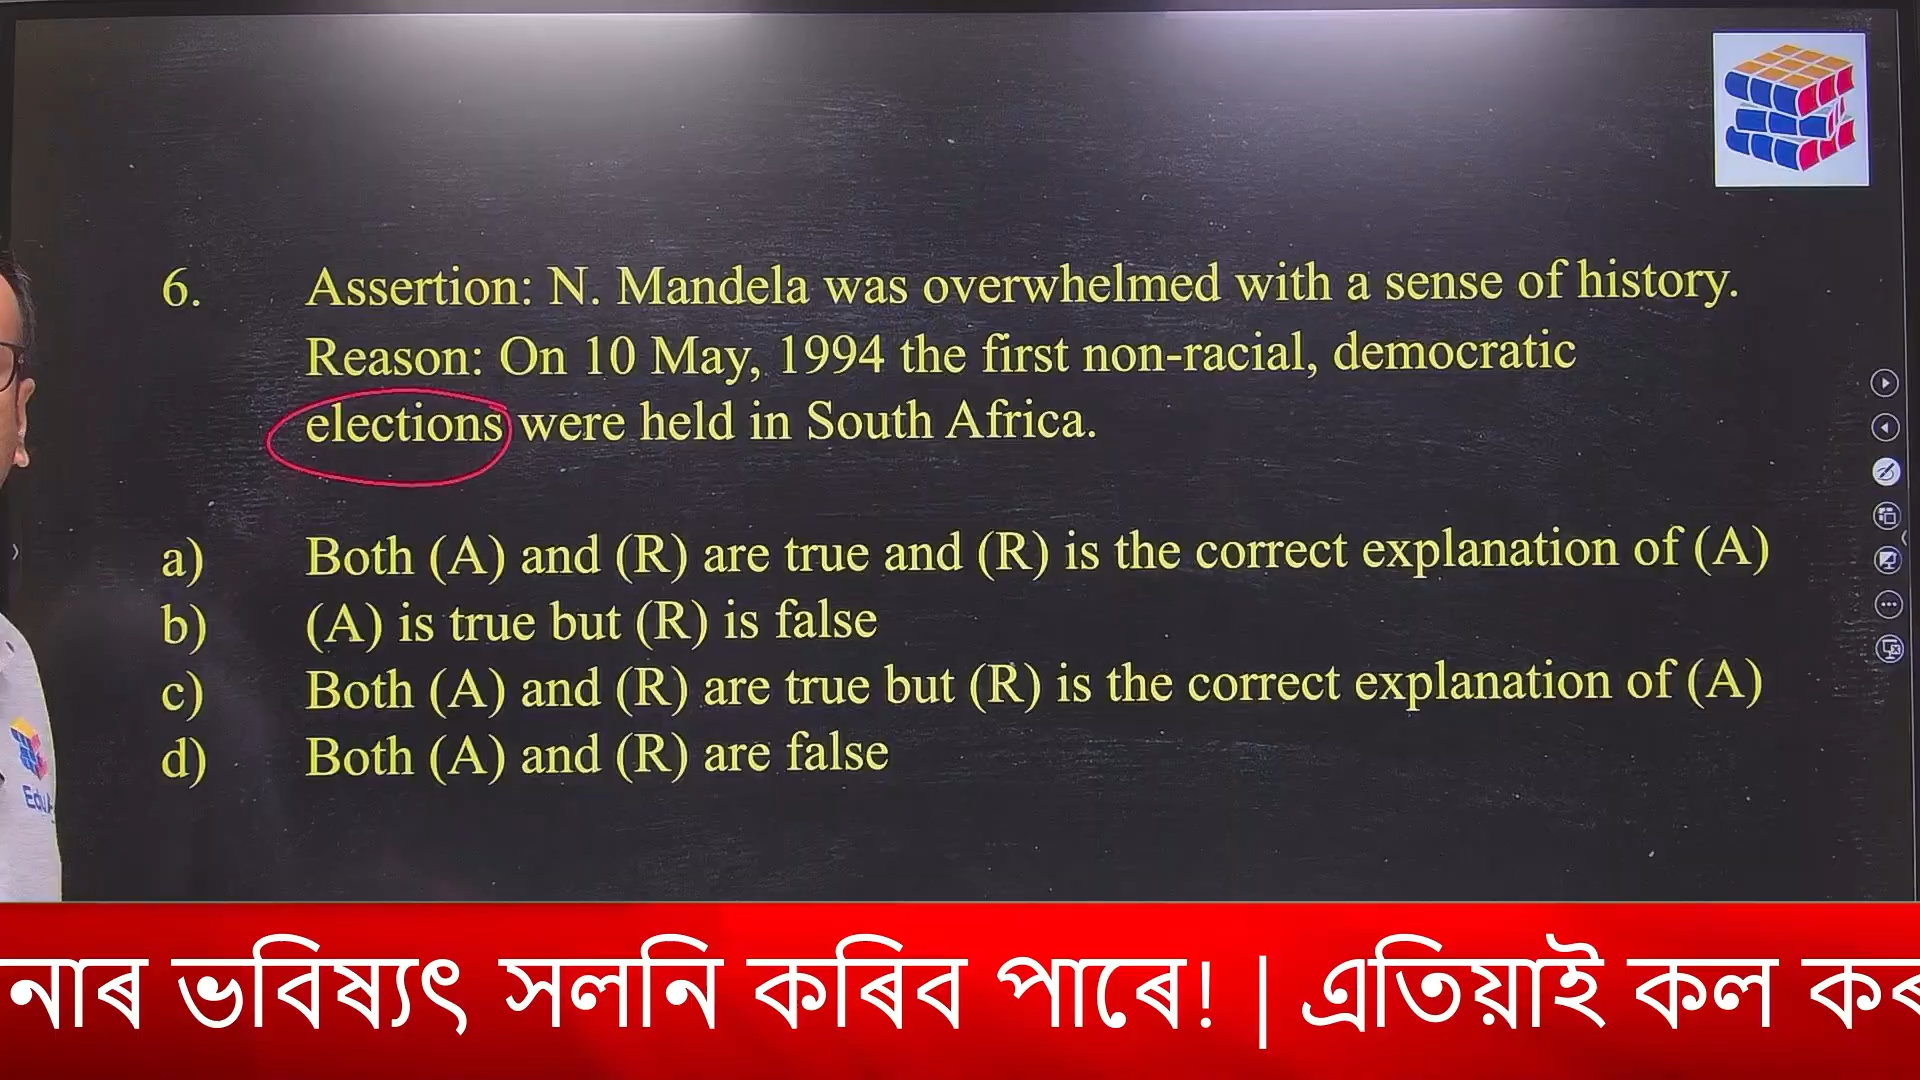 6. Assertion: N. Mandela was overwhelmed with a sense of history.
Reason: On 10 May, 1994 the first non-racial, democratic
elections were held in South Africa.
a) Both (A) and (R) are true and (R) is the correct explanation of (A)
b) (A) is true but (R) is false
c) Both (A) and (R) are true but (R) is the correct explanation of (A)
d) Both (A) and (R) are false
ভৱিষ্যৎ সলনি কৰিব পাৰে! | এতিয়াই কল